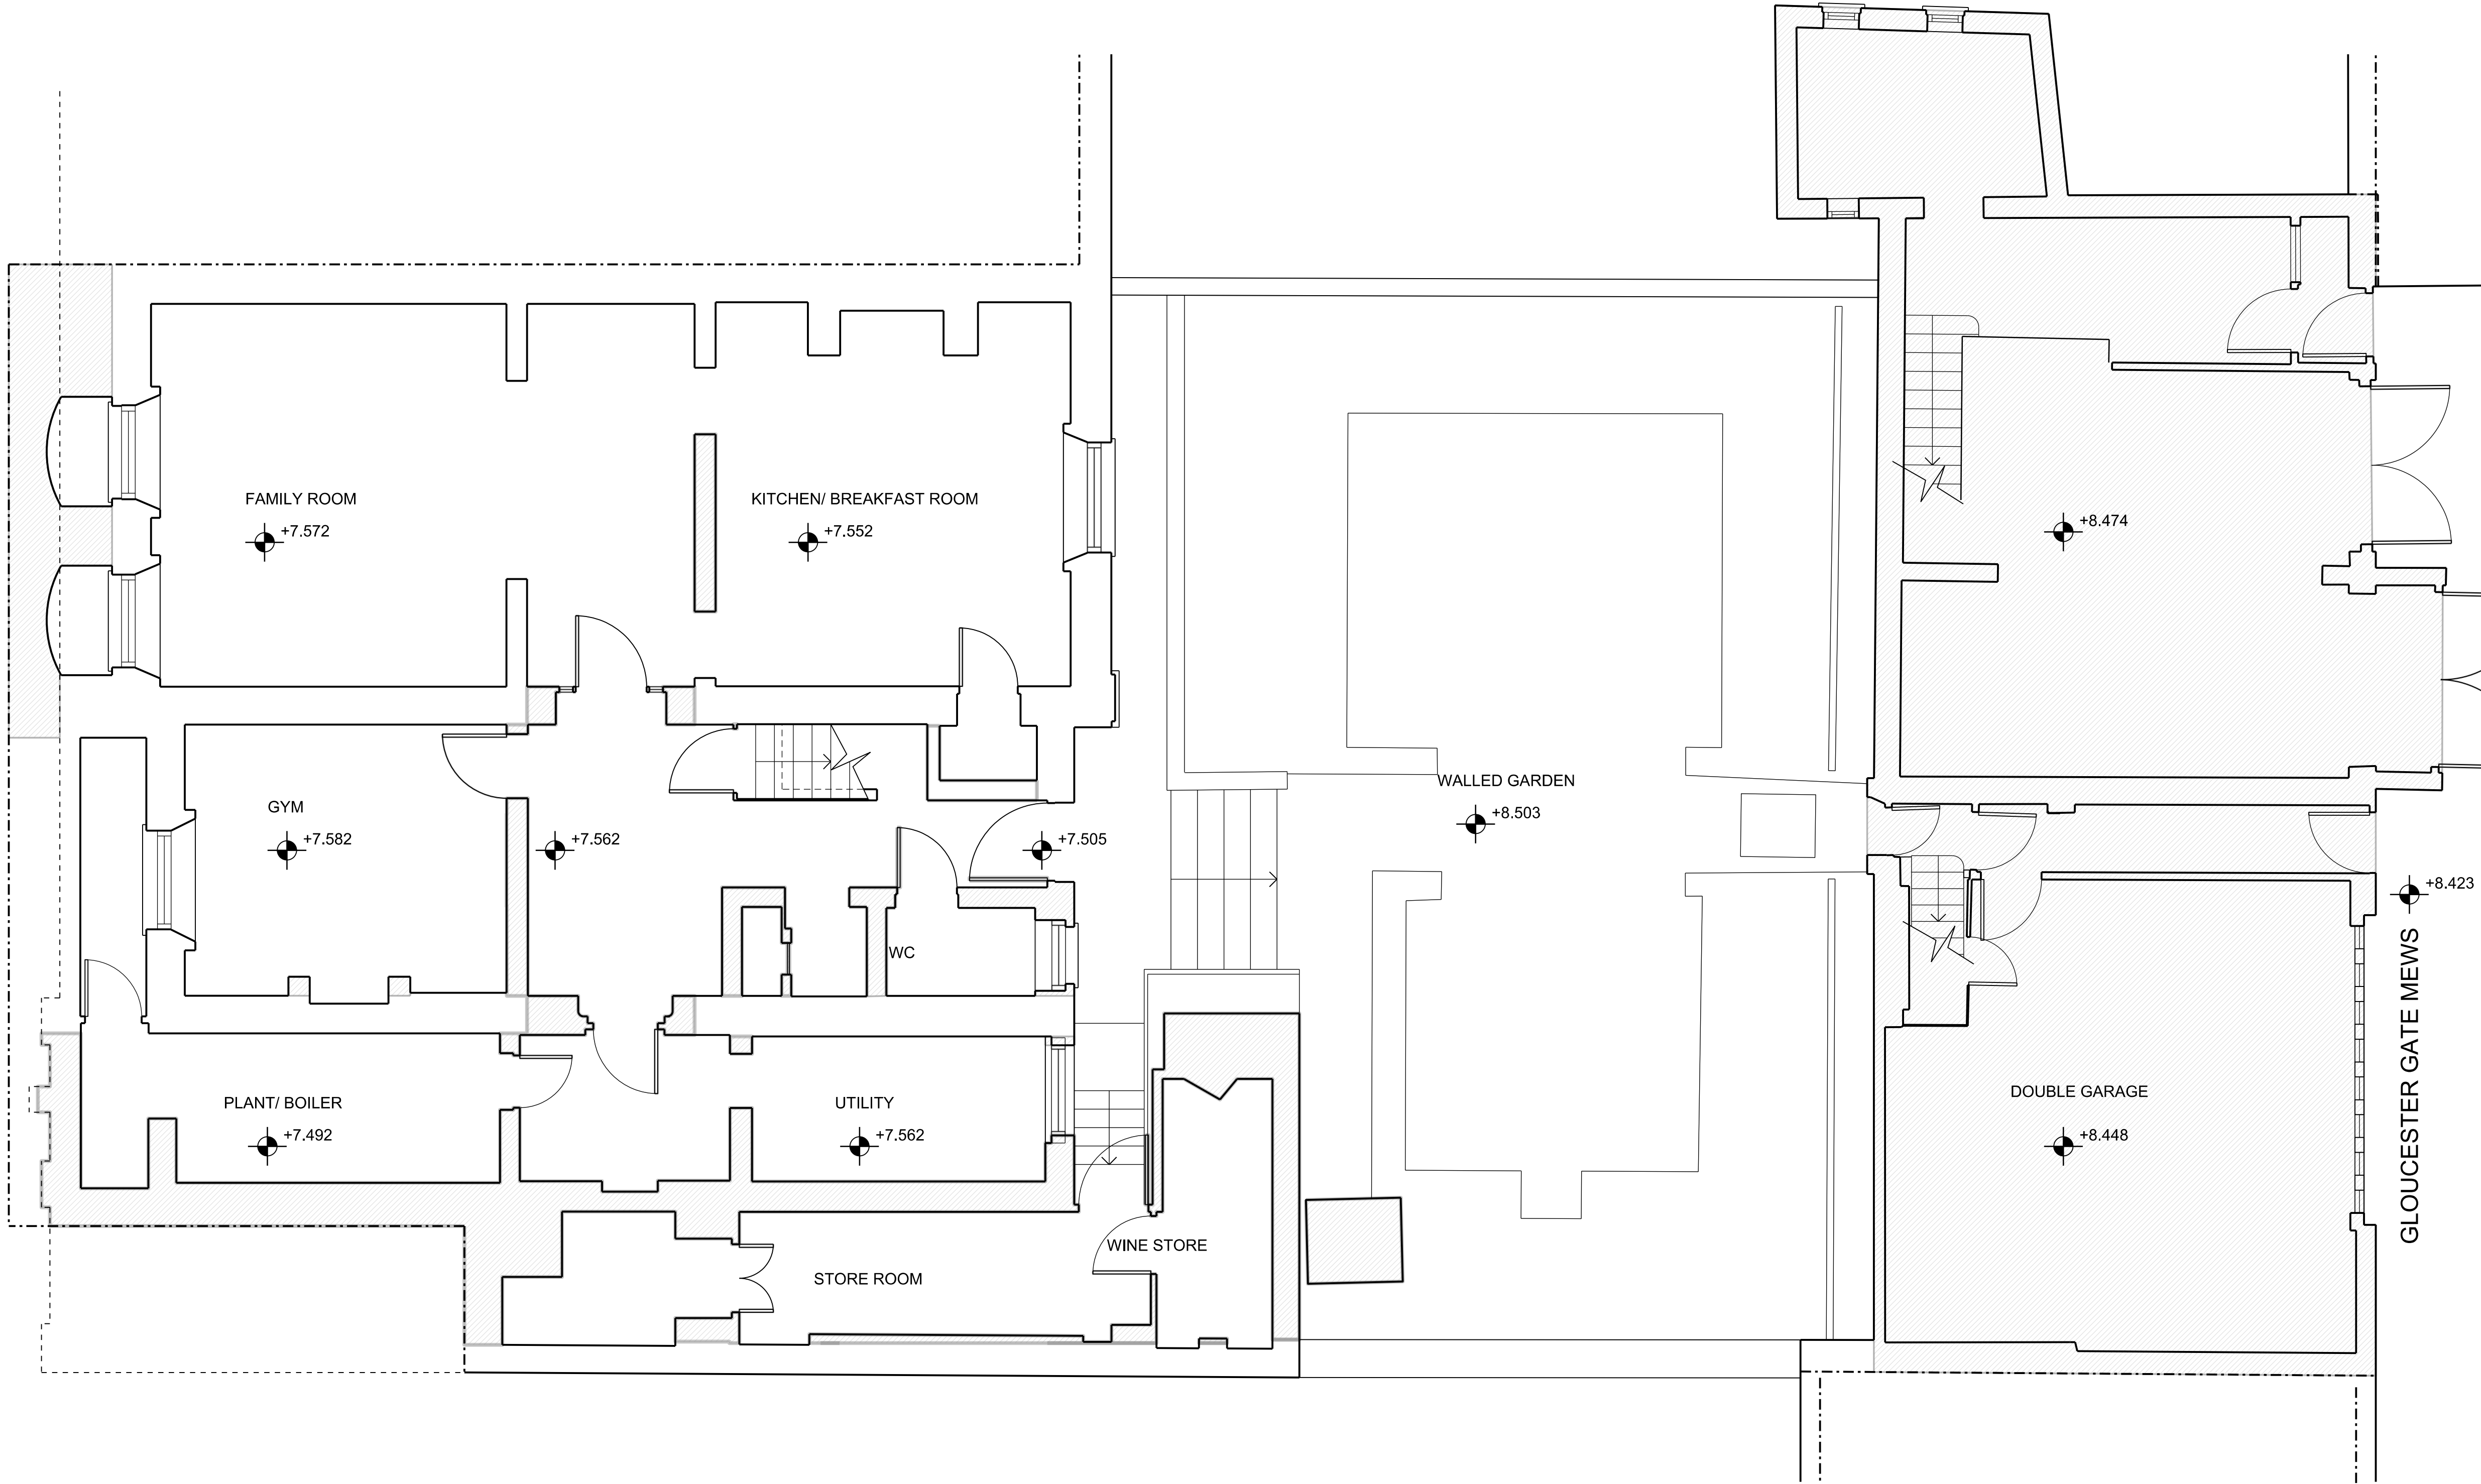 FAMILY ROOM
+7.572
KITCHEN/ BREAKFAST ROOM
+7.552
+8.474
GYM
+7.582
+7.562
+7.505
WALLED GARDEN
+8.503
+8.423
WC
GLOUCESTER GATE MEWS
PLANT/ BOILER
+7.492
UTILITY
+7.562
DOUBLE GARAGE
+8.448
WINE STORE
STORE ROOM